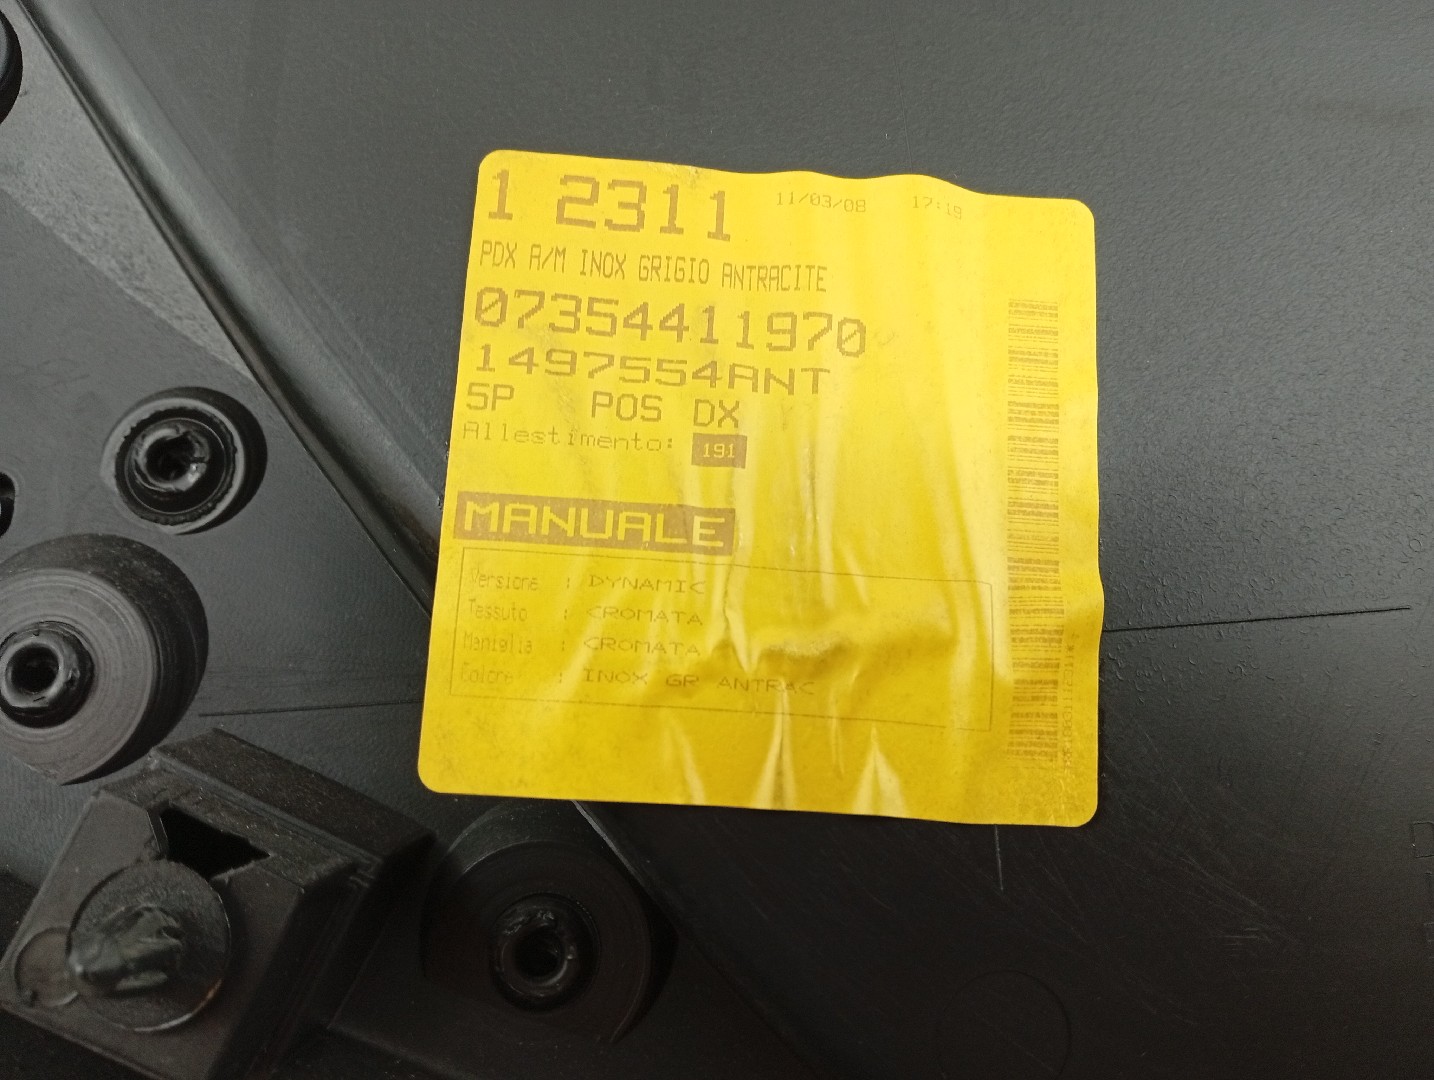 1 2311 11/03/08 17:19
PDX A/M INOX GRIGIO ANTRACITE
07354411970
1497554ANT
5P POS DX
Allestimento: 191
MANUALE
Versione : DYNAMIC
Tessuto : CROMATA
Maniglia : CROMATA
Colore : INOX GR ANTRAC